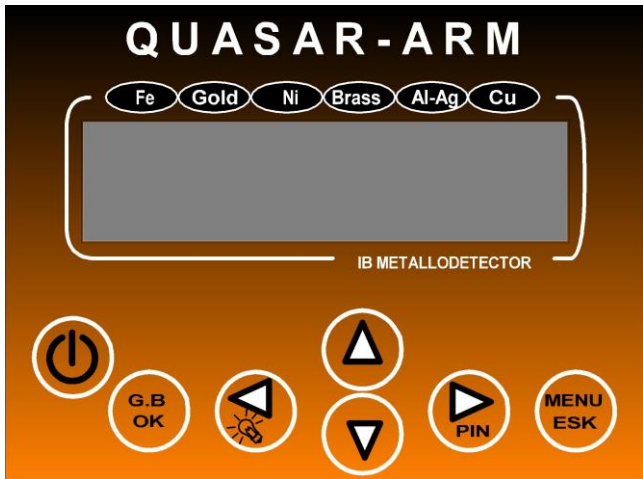 QUASAR-ARM
Fe Gold Ni Brass Al-Ag Cu
IB METALLODETECTOR
G.B
OK
PIN
MENU
ESK